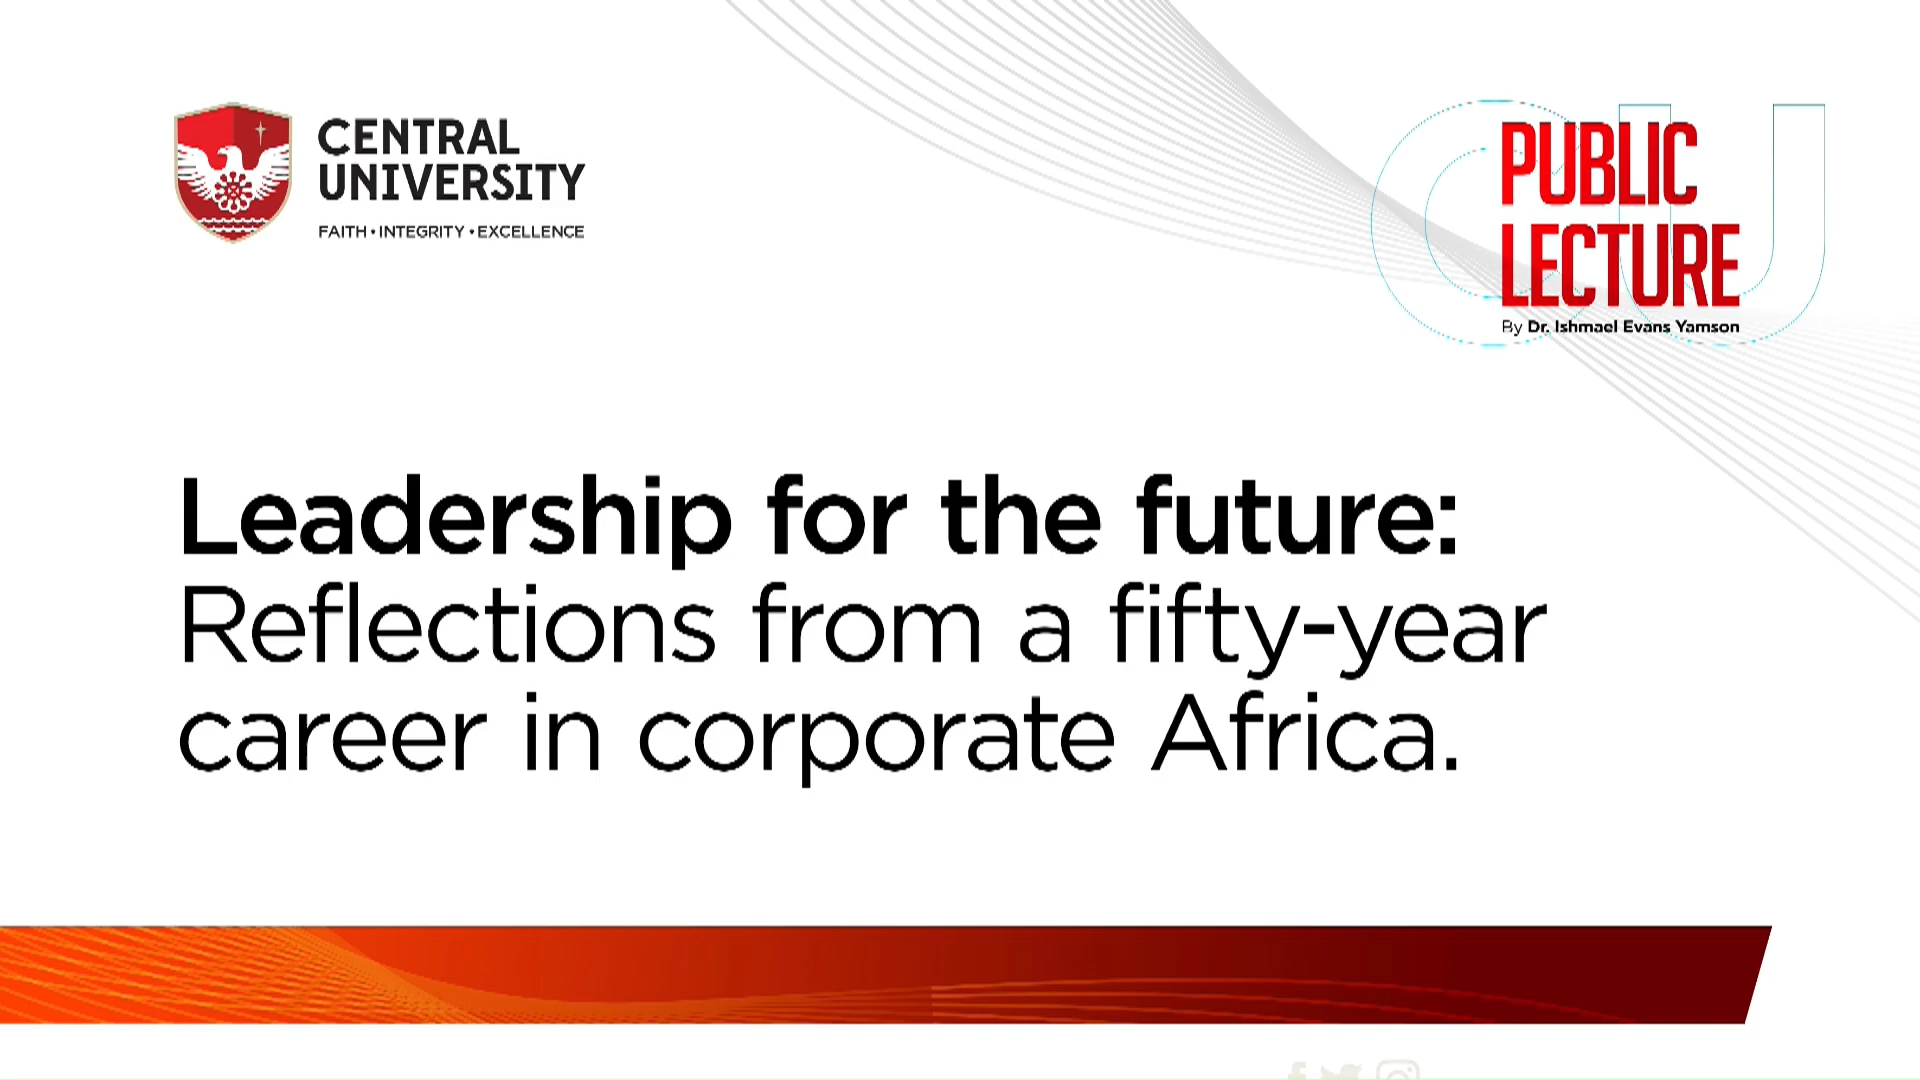 CENTRAL
UNIVERSITY
FAITH • INTEGRITY • EXCELLENCE
CU
PUBLIC
LECTURE
By Dr. Ishmael Evans Yamson
Leadership for the future:
Reflections from a fifty-year
career in corporate Africa.